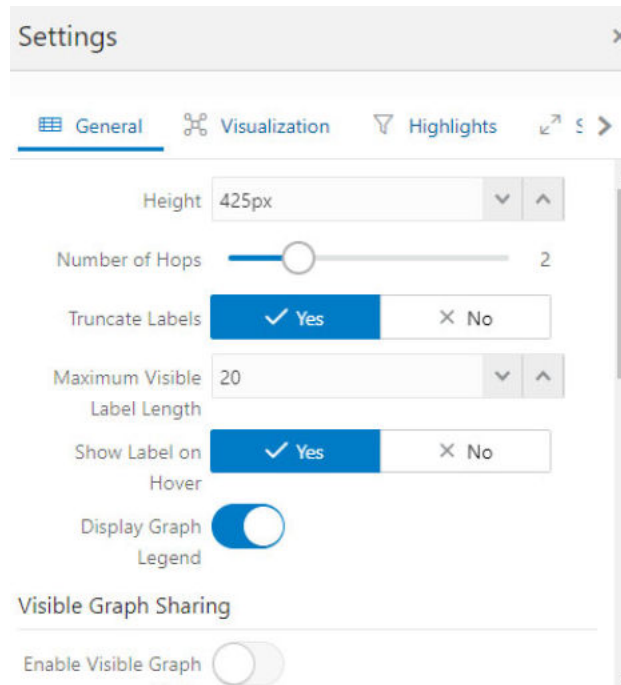 Settings
General Visualization Highlights
Height 425px
Number of Hops 2
Truncate Labels Yes No
Maximum Visible 20
Label Length
Show Label on Yes No
Hover
Display Graph
Legend
Visible Graph Sharing
Enable Visible Graph